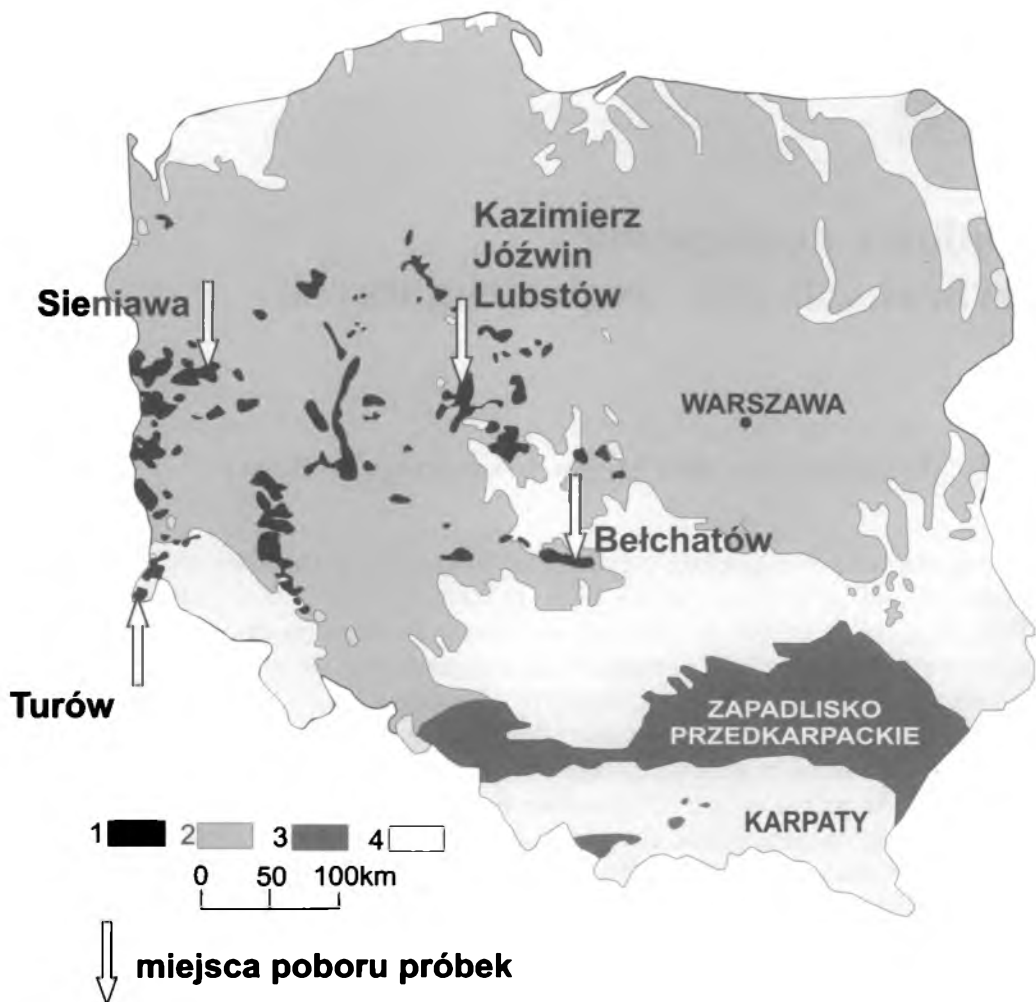 Kazimierz
Jóźwin
Lubstów
Sieniawa
WARSZAWA
Bełchatów
Turów
ZAPADLISKO
PRZEDKARPACKIE
KARPATY
1 2 3 4
0 50 100km
miejsca poboru próbek